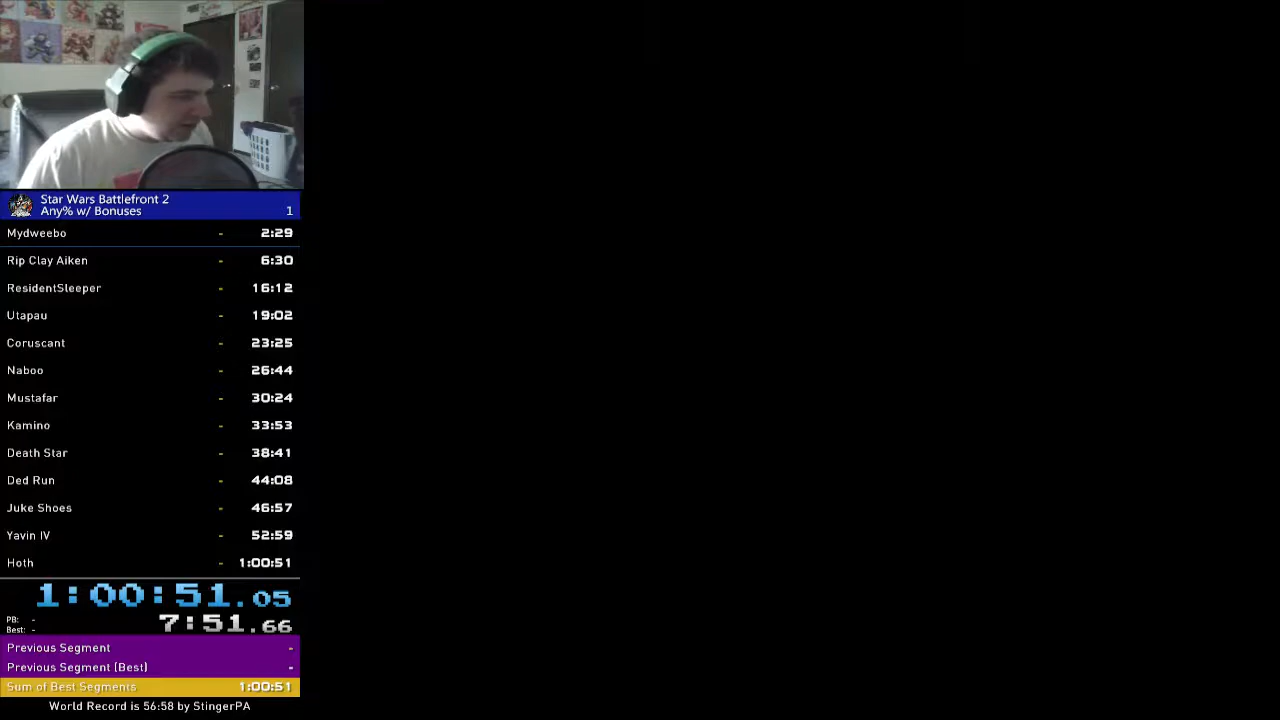 Star Wars Battlefront 2
Any% w/ Bonuses 1
Mydweebo - 2:29
Rip Clay Aiken - 6:30
ResidentSleeper - 16:12
Utapau - 19:02
Coruscant - 23:25
Naboo - 26:44
Mustafar - 30:24
Kamino - 33:53
Death Star - 38:41
Ded Run - 44:08
Juke Shoes - 46:57
Yavin IV - 52:59
Hoth - 1:00:51
1:00:51.05
PB: -
Best: - 7:51.66
Previous Segment -
Previous Segment (Best) -
Sum of Best Segments 1:00:51
World Record is 56:58 by StingerPA